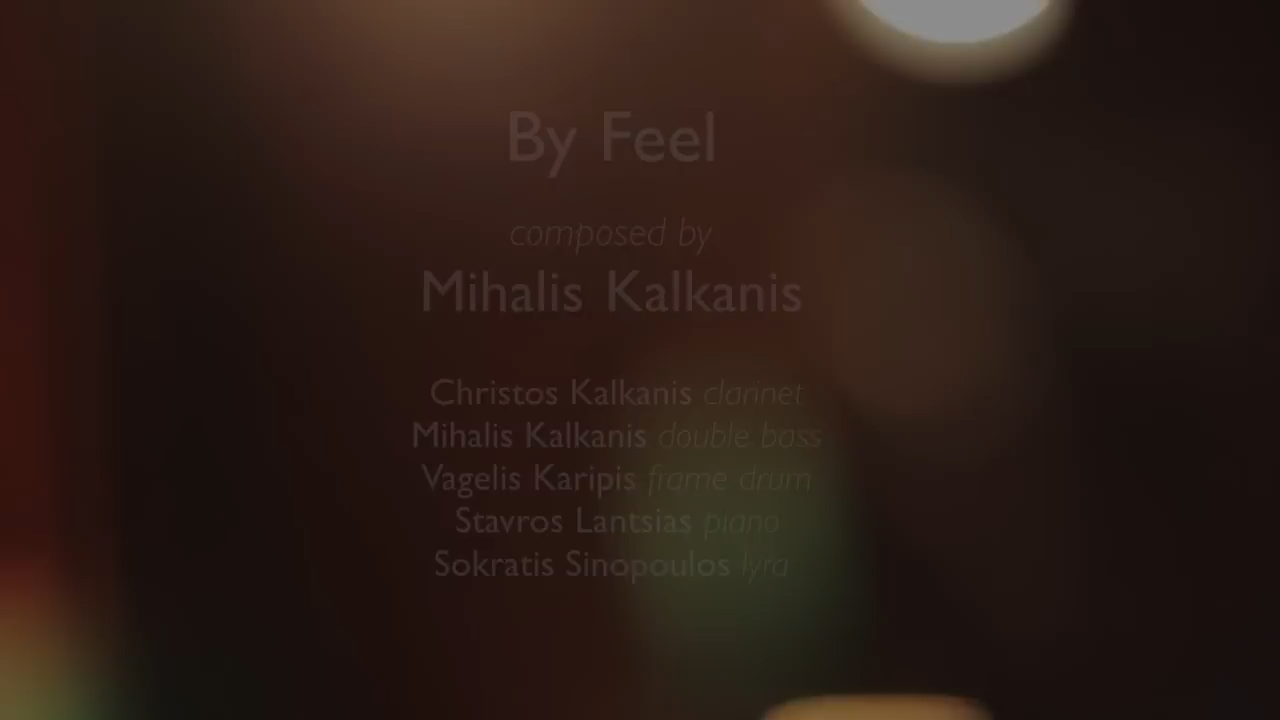 By Feel
composed by
Mihalis Kalkanis
Christos Kalkanis clarinet
Mihalis Kalkanis double bass
Vagelis Karipis frame drum
Stavros Lantsias piano
Sokratis Sinopoulos lyra